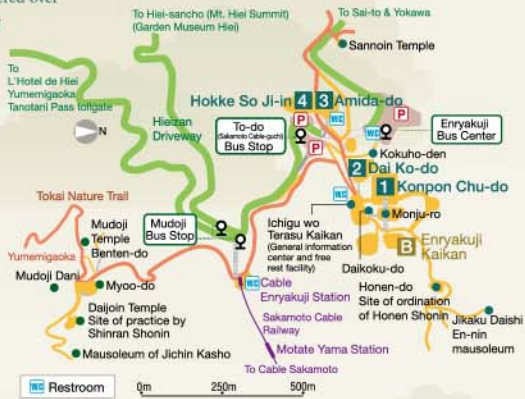 ered over
To Hiei-sancho (Mt. Hiei Summit)
(Garden Museum Hiei)
To Sai-to & Yokawa
Sannoin Temple
To
L'Hotel de Hiei
Yumemigaoka
Tanotani Pass tollgate
N
Hieizan
Driveway
Hokke So Ji-in 4 3 Amida-do
P
WC
P
To-do
(Sakamoto Cable-guchi)
Bus Stop
P
WC
Enryakuji
Bus Center
Kokuho-den
2 Dai Ko-do
1 Konpon Chu-do
WC
Tokai Nature Trail
Mudoji
Temple
Benten-do
Mudoji
Bus Stop
Ichigu wo
Terasu Kaikan
(General information
center and free
rest facility)
Monju-ro
B Enryakuji
Kaikan
Yumemigaoka
Daikoku-do
Mudoji Dani
Myoo-do
WC Cable
Enryakuji Station
Honen-do
Site of ordination
of Honen Shonin
Daijoin Temple
Site of practice by
Shinran Shonin
Sakamoto Cable
Railway
Jikaku Daishi
En-nin
mausoleum
Mausoleum of Jichin Kasho
Motate Yama Station
To Cable Sakamoto
WC Restroom
0m 250m 500m